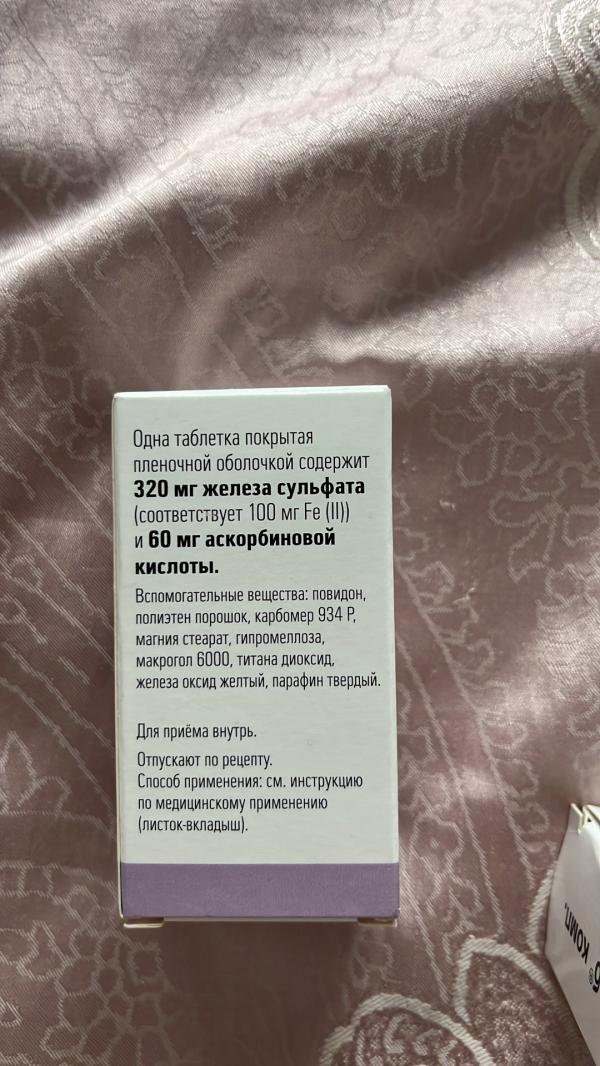 Одна таблетка покрытая
пленочной оболочкой содержит
320 мг железа сульфата
(соответствует 100 мг Fe (II))
и 60 мг аскорбиновой
кислоты.
Вспомогательные вещества: повидон,
полиэтен порошок, карбомер 934 Р,
магния стеарат, гипромеллоза,
макрогол 6000, титана диоксид,
железа оксид желтый, парафин твердый.
Для приёма внутрь.
Отпускают по рецепту.
Способ применения: см. инструкцию
по медицинскому применению
(листок-вкладыш).
комп.